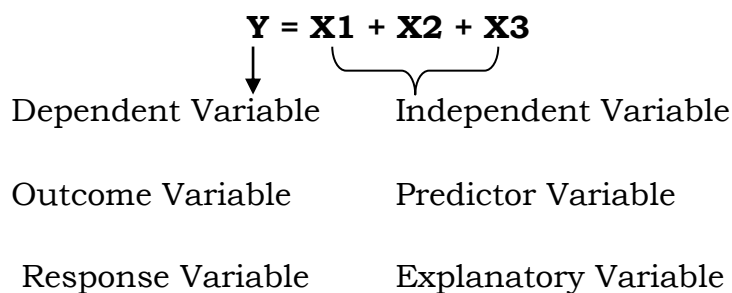 Y = X1 + X2 + X3
Dependent Variable Independent Variable
Outcome Variable Predictor Variable
Response Variable Explanatory Variable